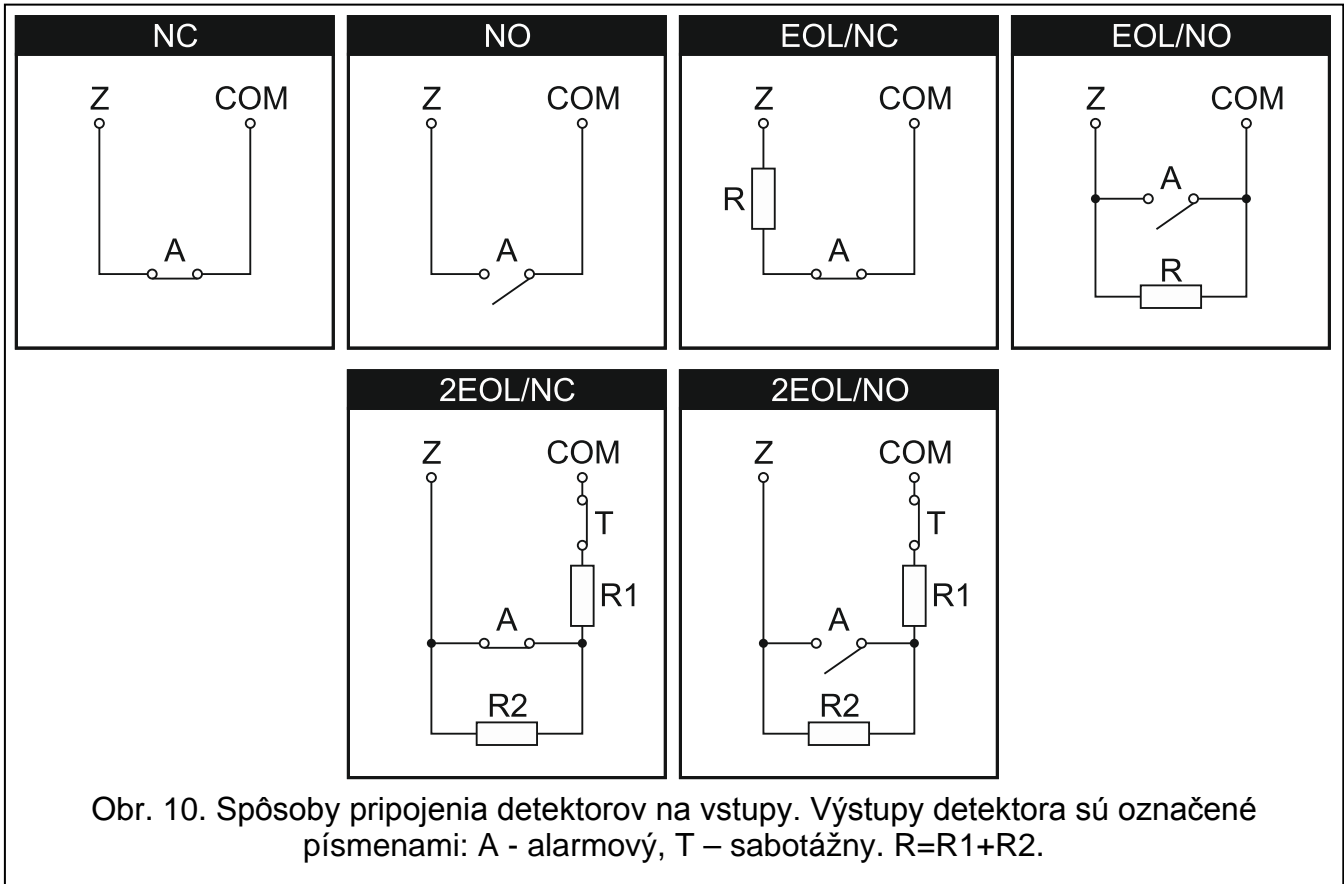 NC
Z COM
A
NO
Z COM
A
EOL/NC
Z COM
R
A
EOL/NO
Z COM
A
R
2EOL/NC
Z COM
T
R1
A
R2
2EOL/NO
Z COM
T
R1
A
R2
Obr. 10. Spôsoby pripojenia detektorov na vstupy. Výstupy detektora sú označené
písmenami: A - alarmový, T – sabotážny. R=R1+R2.